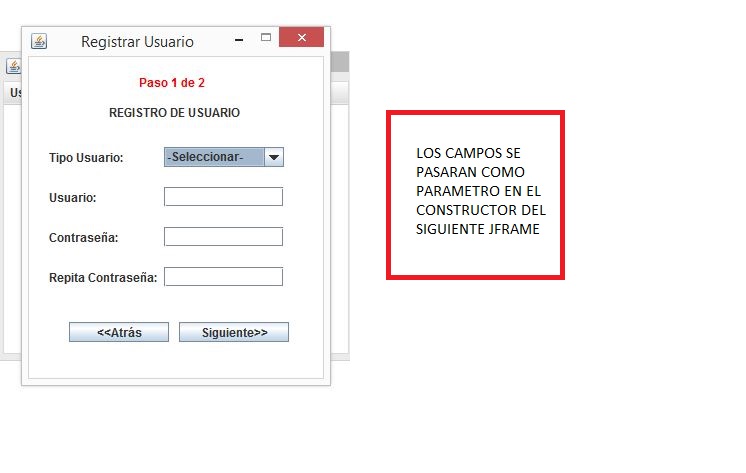 Registrar Usuario
Us
Paso 1 de 2
REGISTRO DE USUARIO
Tipo Usuario:
-Seleccionar-
Usuario:
Contraseña:
Repita Contraseña:
<<Atrás
Siguiente>>
LOS CAMPOS SE
PASARAN COMO
PARAMETRO EN EL
CONSTRUCTOR DEL
SIGUIENTE JFRAME